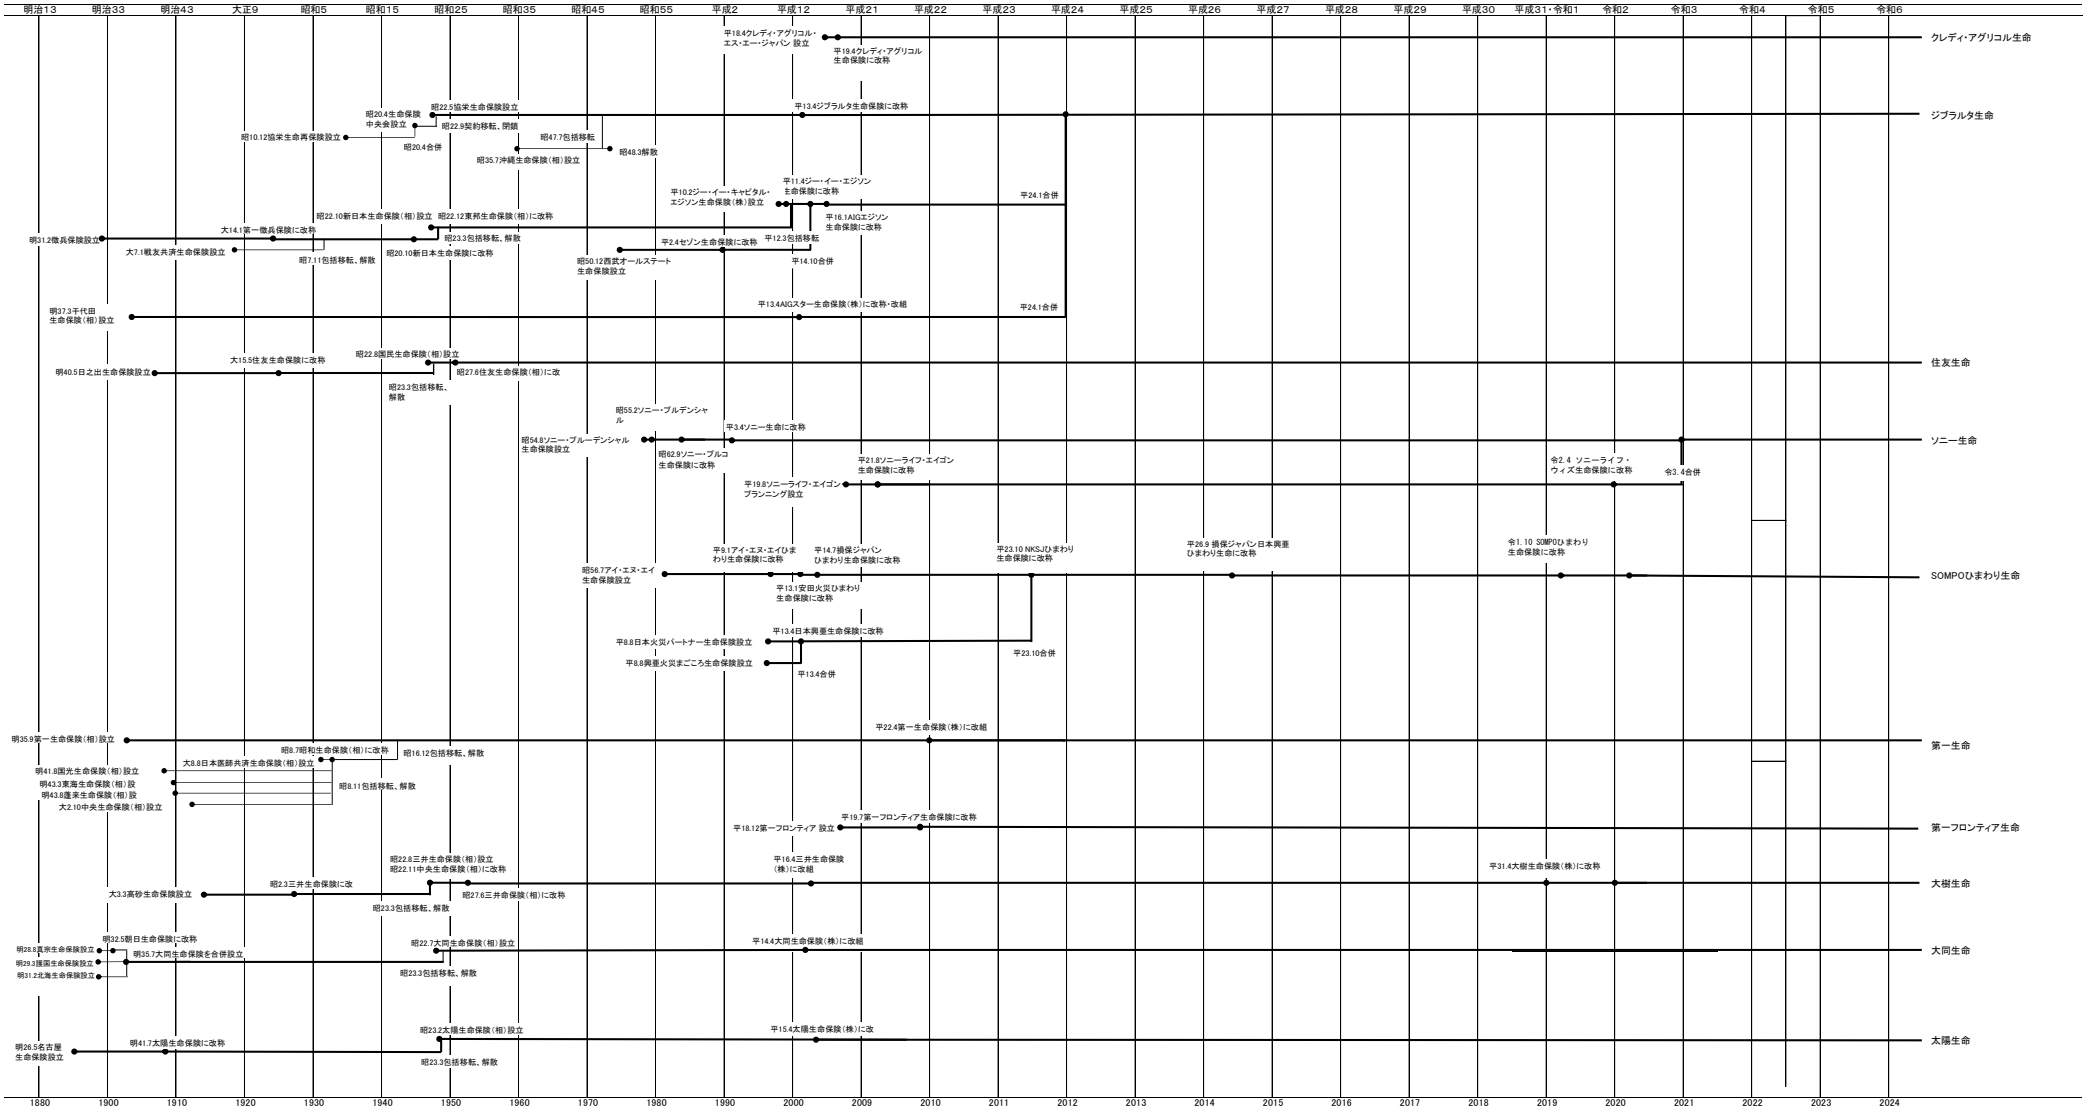 明治13 明治33 明治43 大正9 昭和5 昭和15 昭和25 昭和35 昭和45 昭和55 平成2 平成12 平成21 平成22 平成23 平成24 平成25 平成26 平成27 平成28 平成29 平成30 平成31・令和1 令和2 令和3 令和4 令和5 令和6
平18.4クレディ・アグリコル・
エス・エー・ジャパン 設立
平19.4クレディ・アグリコル
生命保険に改称
クレディ・アグリコル生命
昭22.5協栄生命保険設立
昭20.4生命保険
中央会設立
昭22.9契約移転、閉鎖
昭10.12協栄生命再保険設立
昭20.4合併
昭47.7包括移転
昭35.7沖縄生命保険(相)設立
昭48.3解散
平13.4ジブラルタ生命保険に改称
ジブラルタ生命
平11.4ジー・イー・エジソン
生命保険に改称
平10.2ジー・イー・キャピタル・
エジソン生命保険(株)設立
平24.1合併
平16.1AIGエジソン
生命保険に改称
昭22.10新日本生命保険(相)設立
昭22.12東邦生命保険(相)に改称
大14.1第一徴兵保険に改称
明31.2徴兵保険設立
昭23.3包括移転、解散
平12.3包括移転
平2.4セゾン生命保険に改称
大7.1戦友共済生命保険設立
昭7.11包括移転、解散
昭20.10新日本生命保険に改称
昭50.12西武オールステート
生命保険設立
平14.10合併
平13.4AIGスター生命保険(株)に改称・改組
平24.1合併
明37.3千代田
生命保険(相)設立
昭22.8国民生命保険(相)設立
大15.5住友生命保険に改称
明40.5日之出生命保険設立
昭27.6住友生命保険(相)に改
昭23.3包括移転、
解散
住友生命
昭55.2ソニー・プルデンシャ
ル
平3.4ソニー生命に改称
昭54.8ソニー・プルーデンシャル
生命保険設立
昭62.9ソニー・プルコ
生命保険に改称
ソニー生命
平21.8ソニーライフ・エイゴン
生命保険に改称
令2.4 ソニーライフ・
ウィズ生命保険に改称
令3.4合併
平19.8ソニーライフ・エイゴン
プランニング設立
平9.1アイ・エヌ・エイひま
わり生命保険に改称
平14.7損保ジャパン
ひまわり生命保険に改称
平23.10 NKSJひまわり
生命保険に改称
平26.9 損保ジャパン日本興亜
ひまわり生命に改称
令1.10 SOMPOひまわり
生命保険に改称
昭56.7アイ・エヌ・エイ
生命保険設立
平13.1安田火災ひまわり
生命保険に改称
SOMPOひまわり生命
平13.4日本興亜生命保険に改称
平8.8日本火災パートナー生命保険設立
平8.8興亜火災まごころ生命保険設立
平13.4合併
平23.10合併
平22.4第一生命保険(株)に改組
明35.9第一生命保険(相)設立
第一生命
昭8.7昭和生命保険(相)に改称
昭16.12包括移転、解散
大8.8日本医師共済生命保険(相)設立
明41.8国光生命保険(相)設立
明43.3東海生命保険(相)設
昭8.11包括移転、解散
明43.8蓬来生命保険(相)設
大2.10中央生命保険(相)設立
平19.7第一フロンティア生命保険に改称
平18.12第一フロンティア 設立
第一フロンティア生命
昭22.8三井生命保険(相)設立
昭22.11中央生命保険(相)に改称
平16.4三井生命保険
(株)に改組
平31.4大樹生命保険(株)に改称
昭2.3三井生命保険に改
大3.3高砂生命保険設立
昭27.6三井命保険(相)に改称
昭23.3包括移転、解散
大樹生命
明32.5朝日生命保険に改称
昭22.7大同生命保険(相)設立
平14.4大同生命保険(株)に改組
明28.8真宗生命保険設立
明35.7大同生命保険を合併設立
明29.3護国生命保険設立
昭23.3包括移転、解散
明31.2北海生命保険設立
大同生命
昭23.2太陽生命保険(相)設立
平15.4太陽生命保険(株)に改
明26.5名古屋
生命保険設立
明41.7太陽生命保険に改称
昭23.3包括移転、解散
太陽生命
1880 1900 1910 1920 1930 1940 1950 1960 1970 1980 1990 2000 2009 2010 2011 2012 2013 2014 2015 2016 2017 2018 2019 2020 2021 2022 2023 2024